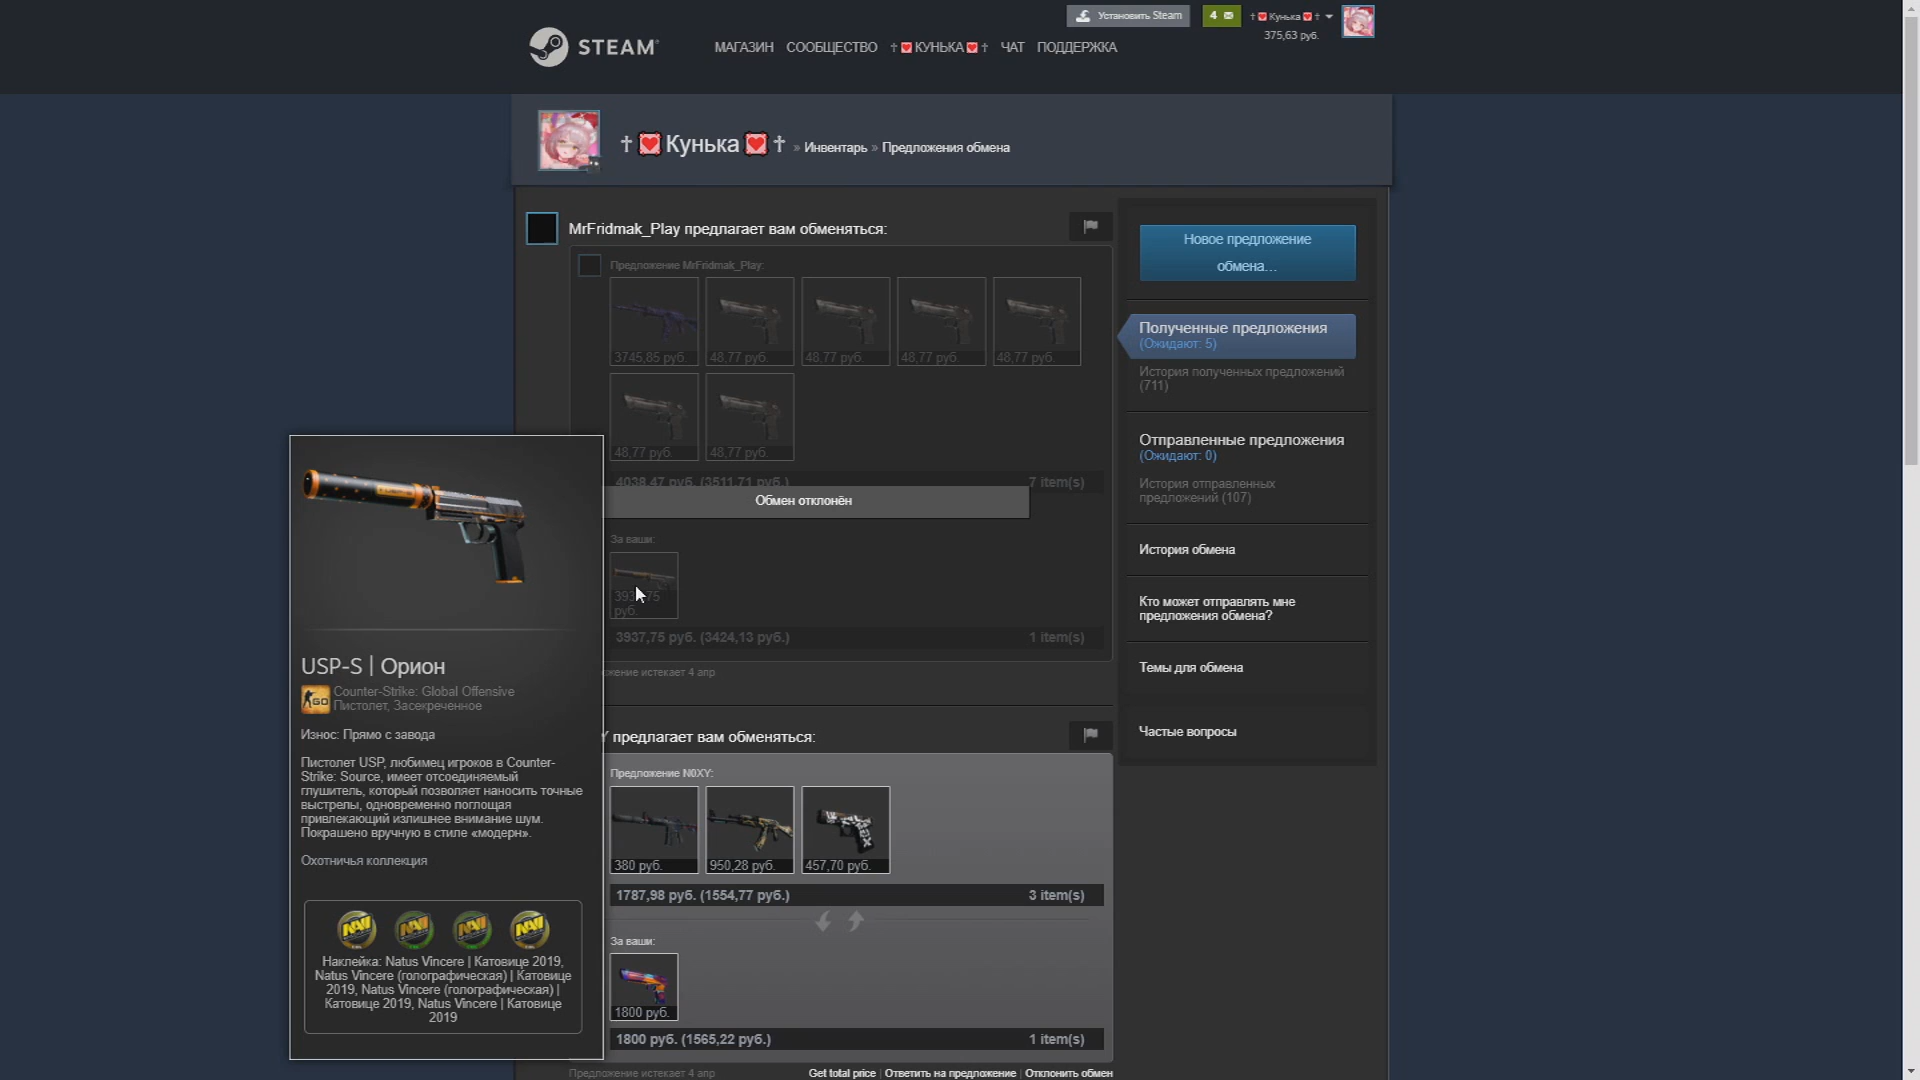 Установить Steam
4
†❤Кунька❤†
375,63 руб.
STEAM
МАГАЗИН СООБЩЕСТВО †❤КУНЬКА❤† ЧАТ ПОДДЕРЖКА
†❤Кунька❤† » Инвентарь » Предложения обмена
MrFridmak_Play предлагает вам обменяться:
Предложение MrFridmak_Play:
3745,85 руб. 48,77 руб. 48,77 руб. 48,77 руб. 48,77 руб.
48,77 руб. 48,77 руб.
4038,47 руб. (3511,71 руб.) 7 item(s)
Обмен отклонён
За ваши:
руб.
3937,75 руб. (3424,13 руб.) 1 item(s)
истекает 4 апр
предлагает вам обменяться:
Предложение N0XY:
380 руб. 950,28 руб. 457,70 руб.
1787,98 руб. (1554,77 руб.) 3 item(s)
За ваши:
1800 руб.
1800 руб. (1565,22 руб.) 1 item(s)
Предложение истекает 4 апр
Get total price | Ответить на предложение | Отклонить обмен
USP-S | Орион
Counter-Strike: Global Offensive
Пистолет, Засекреченное
Износ: Прямо с завода
Пистолет USP, любимец игроков в Counter-
Strike: Source, имеет отсоединяемый
глушитель, который позволяет наносить точные
выстрелы, одновременно поглощая
привлекающий излишнее внимание шум.
Покрашено вручную в стиле «модерн».
Охотничья коллекция
Наклейка: Natus Vincere | Катовице 2019,
Natus Vincere (голографическая) | Катовице
2019, Natus Vincere (голографическая) |
Катовице 2019, Natus Vincere | Катовице
2019
Новое предложение
обмена...
Полученные предложения
(Ожидают: 5)
История полученных предложений
(711)
Отправленные предложения
(Ожидают: 0)
История отправленных
предложений (107)
История обмена
Кто может отправлять мне
предложения обмена?
Темы для обмена
Частые вопросы